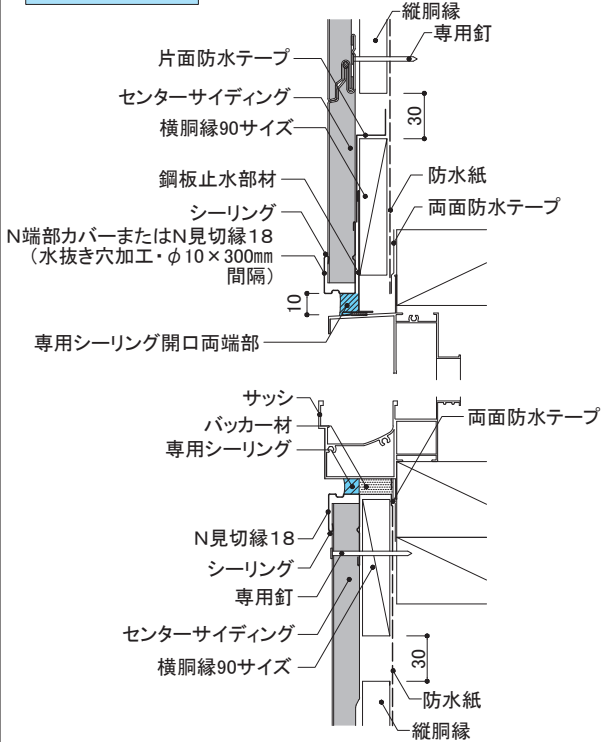 縦胴縁
専用釘
片面防水テープ
センターサイディング
横胴縁90サイズ
30
鋼板止水部材
防水紙
シーリング
両面防水テープ
N端部カバーまたはN見切縁18
（水抜き穴加工・φ10×300㎜
間隔）
10
専用シーリング開口両端部
サッシ
バッカー材
両面防水テープ
専用シーリング
N見切縁18
シーリング
専用釘
センターサイディング
横胴縁90サイズ
30
防水紙
縦胴縁